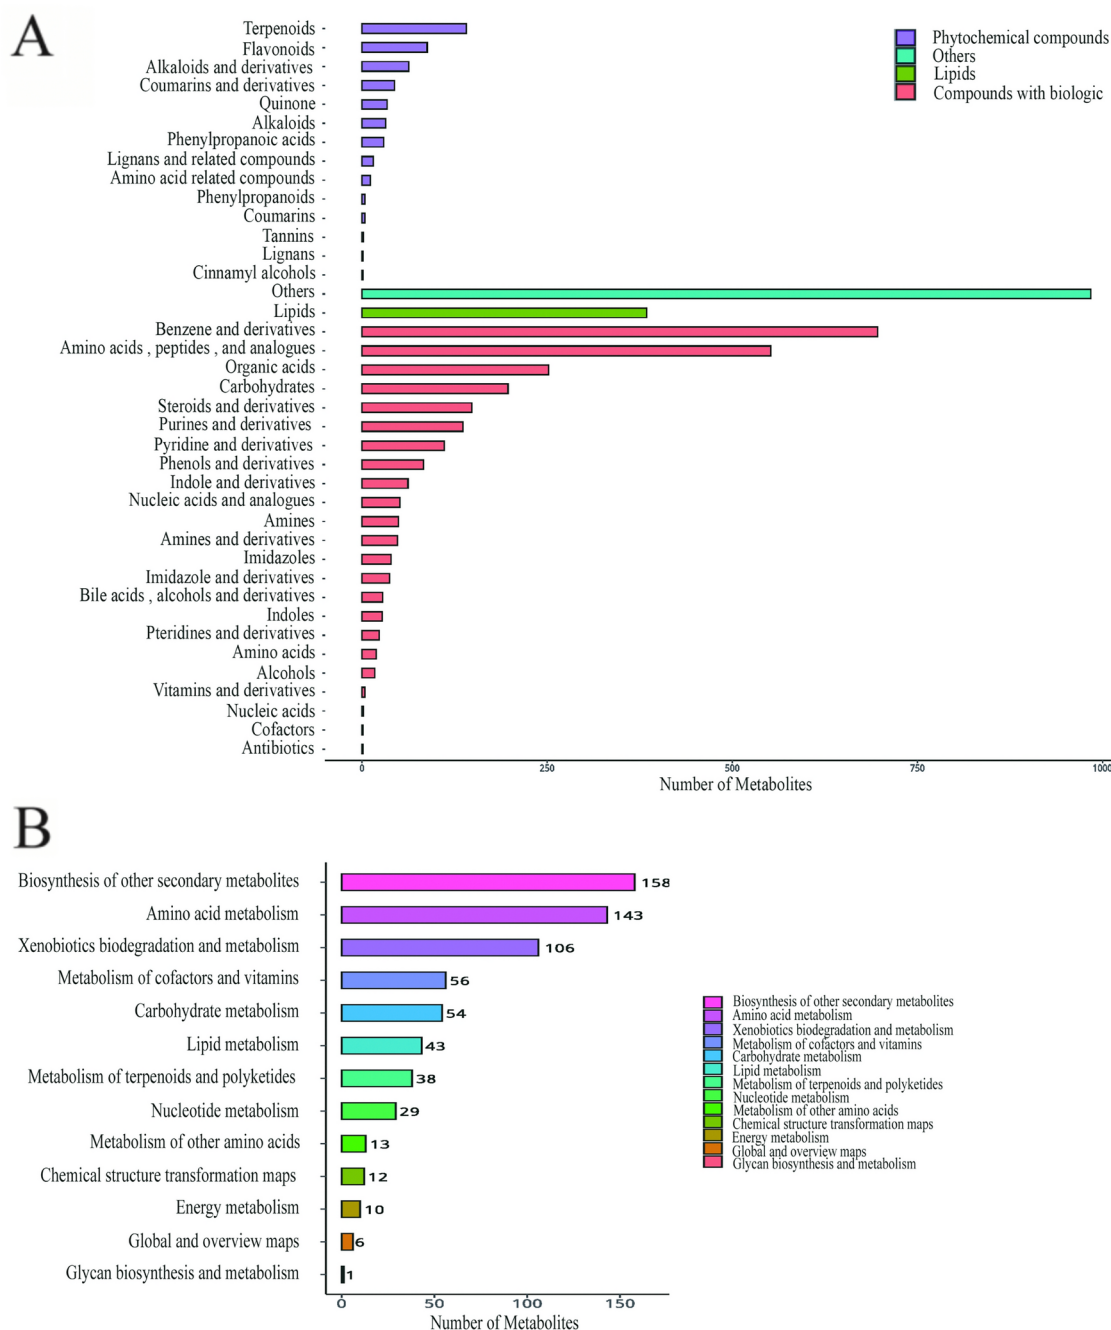 A
Terpenoids
Flavonoids
Alkaloids and derivatives
Coumarins and derivatives
Quinone
Alkaloids
Phenylpropanoic acids
Lignans and related compounds
Amino acid related compounds
Phenylpropanoids
Coumarins
Tannins
Lignans
Cinnamyl alcohols
Others
Lipids
Benzene and derivatives
Amino acids , peptides , and analogues
Organic acids
Carbohydrates
Steroids and derivatives
Purines and derivatives
Pyridine and derivatives
Phenols and derivatives
Indole and derivatives
Nucleic acids and analogues
Amines
Amines and derivatives
Imidazoles
Imidazole and derivatives
Bile acids , alcohols and derivatives
Indoles
Pteridines and derivatives
Amino acids
Alcohols
Vitamins and derivatives
Nucleic acids
Cofactors
Antibiotics
0 250 500 750 1000
Number of Metabolites
Phytochemical compounds
Others
Lipids
Compounds with biologic
B
Biosynthesis of other secondary metabolites 158
Amino acid metabolism 143
Xenobiotics biodegradation and metabolism 106
Metabolism of cofactors and vitamins 56
Carbohydrate metabolism 54
Lipid metabolism 43
Metabolism of terpenoids and polyketides 38
Nucleotide metabolism 29
Metabolism of other amino acids 13
Chemical structure transformation maps 12
Energy metabolism 10
Global and overview maps 6
Glycan biosynthesis and metabolism 1
0 50 100 150
Number of Metabolites
Biosynthesis of other secondary metabolites
Amino acid metabolism
Xenobiotics biodegradation and metabolism
Metabolism of cofactors and vitamins
Carbohydrate metabolism
Lipid metabolism
Metabolism of terpenoids and polyketides
Nucleotide metabolism
Metabolism of other amino acids
Chemical structure transformation maps
Energy metabolism
Global and overview maps
Glycan biosynthesis and metabolism